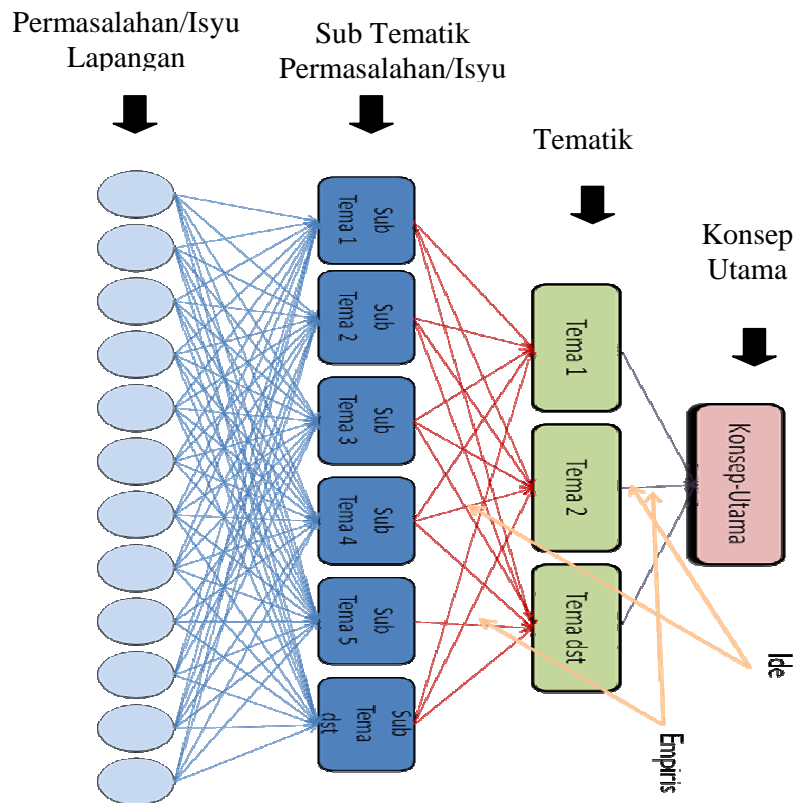 Permasalahan/Isyu
Lapangan
Sub Tematik
Permasalahan/Isyu
Tematik
Konsep
Utama
Sub
Tema 1
Sub
Tema 2
Sub
Tema 3
Sub
Tema 4
Sub
Tema 5
Sub
Tema
dst
Tema 1
Tema 2
Tema dst
Konsep-Utama
Ide
Empiris